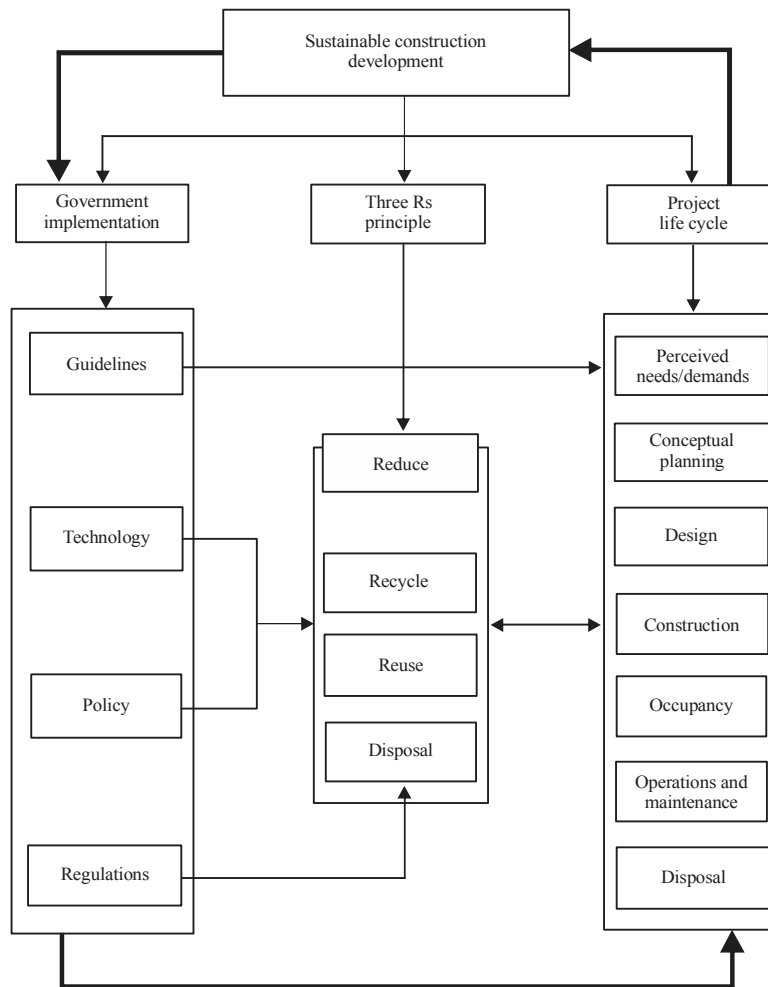 Sustainable construction
development
Government
implementation
Three Rs
principle
Project
life cycle
Guidelines
Technology
Policy
Regulations
Reduce
Recycle
Reuse
Disposal
Perceived
needs/demands
Conceptual
planning
Design
Construction
Occupancy
Operations and
maintenance
Disposal